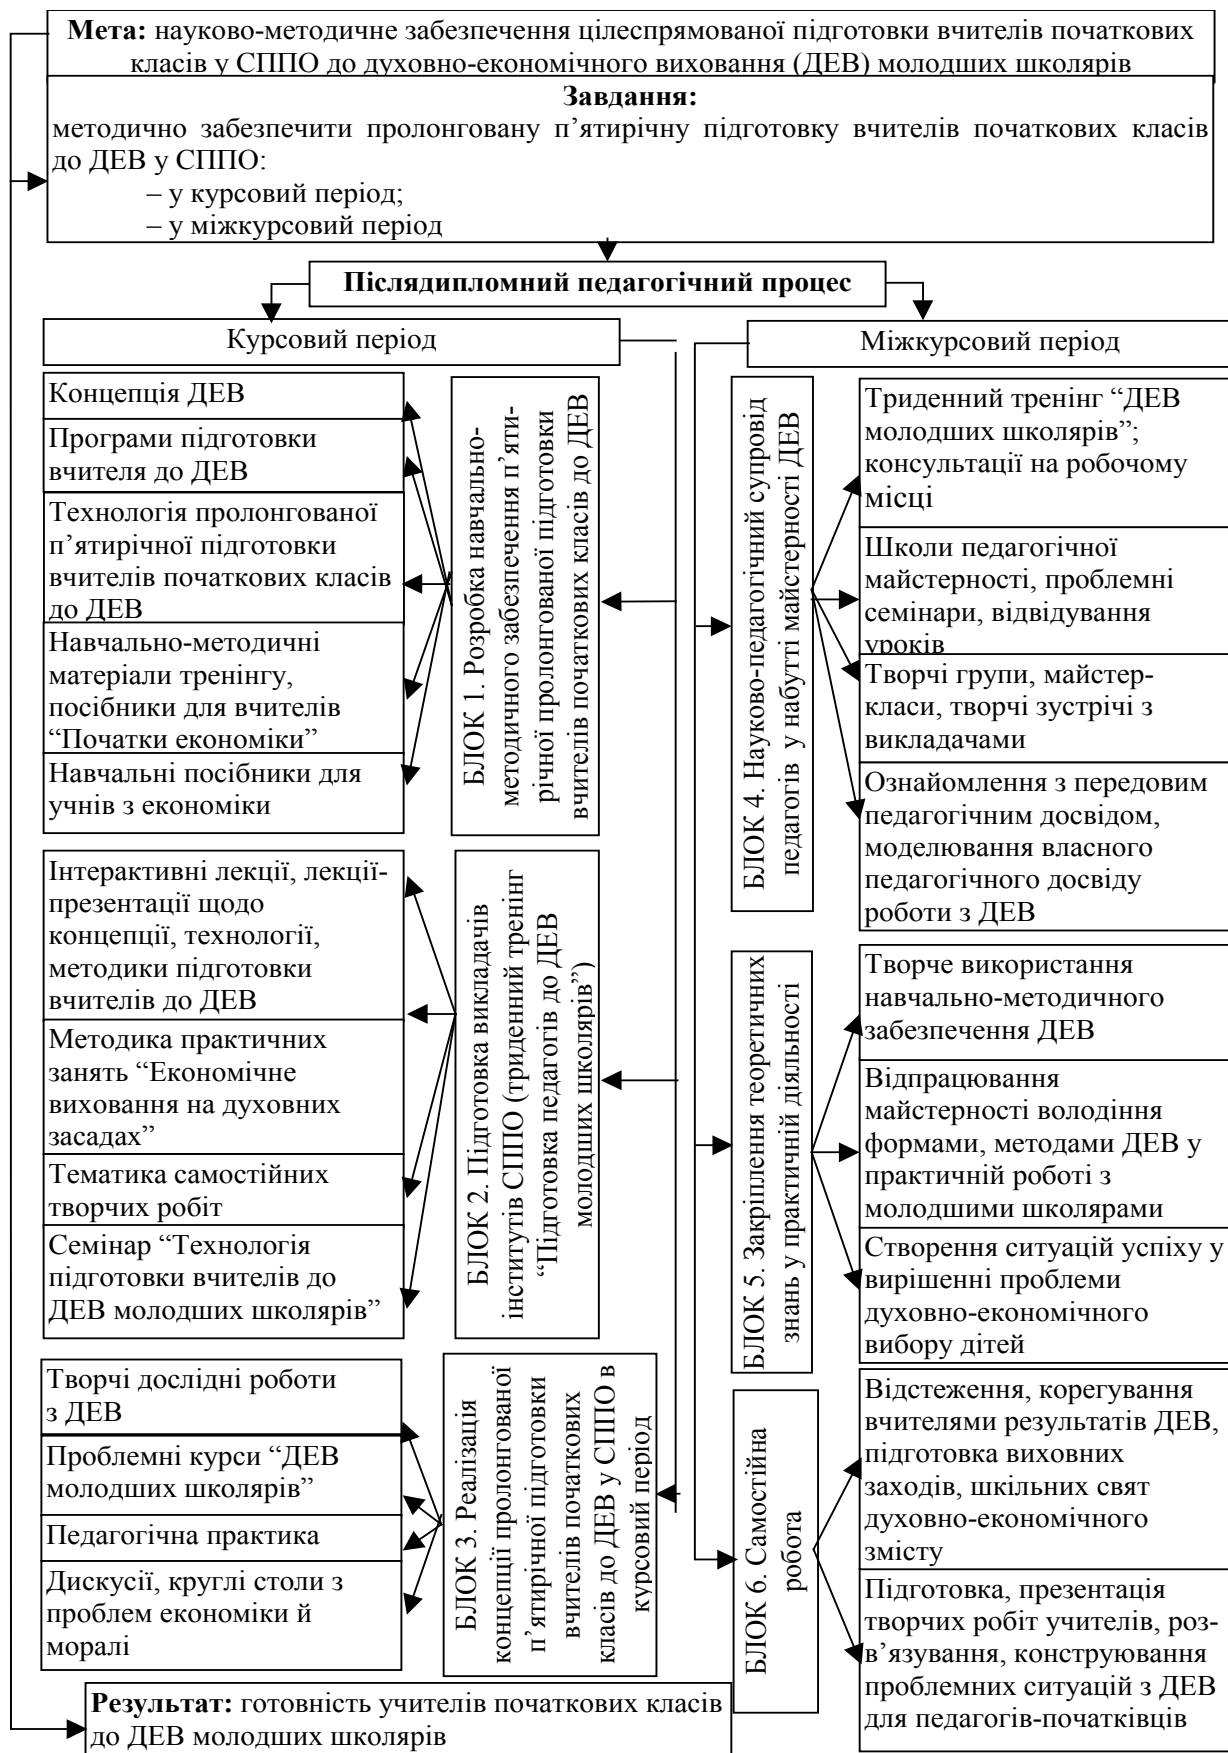 Мета: науково-методичне забезпечення цілеспрямованої підготовки вчителів початкових
класів у СППО до духовно-економічного виховання (ДЕВ) молодших школярів
Завдання:
методично забезпечити пролонговану п’ятирічну підготовку вчителів початкових класів
до ДЕВ у СППО:
– у курсовий період;
– у міжкурсовий період
Післядипломний педагогічний процес
Курсовий період
Концепція ДЕВ
Програми підготовки
вчителя до ДЕВ
Технологія пролонгованої
п’ятирічної підготовки
вчителів початкових класів
до ДЕВ
Навчально-методичні
матеріали тренінгу,
посібники для вчителів
“Початки економіки”
Навчальні посібники для
учнів з економіки
БЛОК 1. Розробка навчально-
методичного забезпечення п’яти-
річної пролонгованої підготовки
вчителів початкових класів до ДЕВ
Інтерактивні лекції, лекції-
презентації щодо
концепції, технології,
методики підготовки
вчителів до ДЕВ
Методика практичних
занять “Економічне
виховання на духовних
засадах”
Тематика самостійних
творчих робіт
Семінар “Технологія
підготовки вчителів до
ДЕВ молодших школярів”
БЛОК 2. Підготовка викладачів
інститутів СППО (триденний тренінг
“Підготовка педагогів до ДЕВ
молодших школярів”)
Творчі дослідні роботи
з ДЕВ
Проблемні курси “ДЕВ
молодших школярів”
Педагогічна практика
Дискусії, круглі столи з
проблем економіки й
моралі
БЛОК 3. Реалізація
концепції пролонгованої
п’ятирічної підготовки
вчителів початкових
класів до ДЕВ у СППО в
курсовий період
Міжкурсовий період
БЛОК 4. Науково-педагогічний супровід
педагогів у набутті майстерності ДЕВ
Триденний тренінг “ДЕВ
молодших школярів”;
консультації на робочому
місці
Школи педагогічної
майстерності, проблемні
семінари, відвідування
уроків
Творчі групи, майстер-
класи, творчі зустрічі з
викладачами
Ознайомлення з передовим
педагогічним досвідом,
моделювання власного
педагогічного досвіду
роботи з ДЕВ
БЛОК 5. Закріплення теоретичних
знань у практичній діяльності
Творче використання
навчально-методичного
забезпечення ДЕВ
Відпрацювання
майстерності володіння
формами, методами ДЕВ у
практичній роботі з
молодшими школярами
Створення ситуацій успіху у
вирішенні проблеми
духовно-економічного
вибору дітей
БЛОК 6. Самостійна
робота
Відстеження, корегування
вчителями результатів ДЕВ,
підготовка виховних
заходів, шкільних свят
духовно-економічного
змісту
Підготовка, презентація
творчих робіт учителів, роз-
в’язування, конструювання
проблемних ситуацій з ДЕВ
для педагогів-початківців
Результат: готовність учителів початкових класів
до ДЕВ молодших школярів